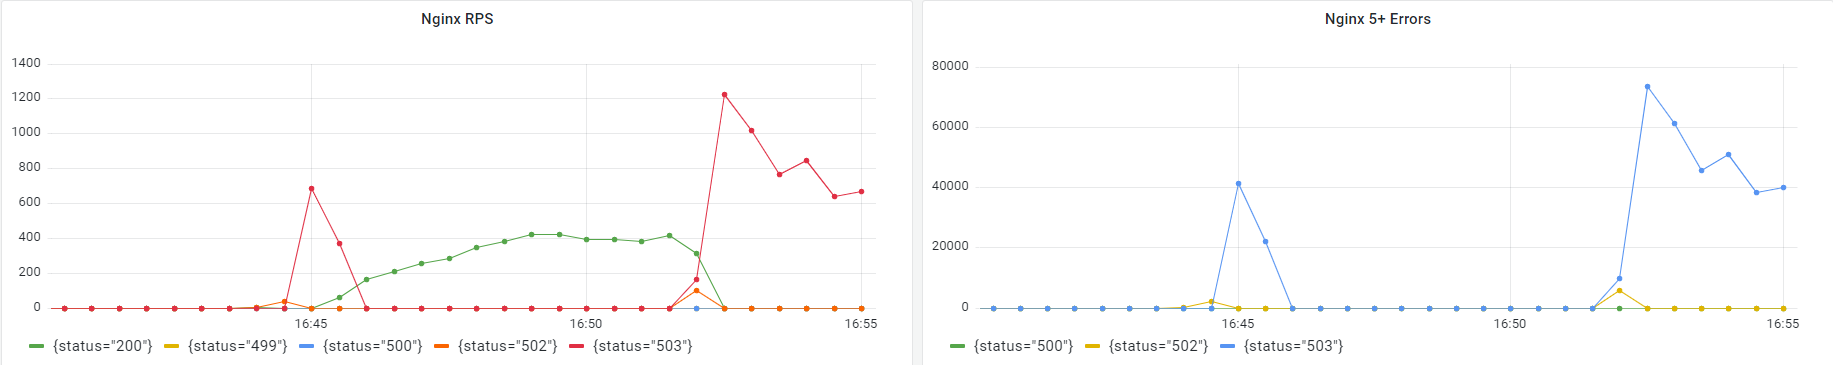 Nginx RPS
1400
1200
1000
800
600
400
200
0
16:45 16:50 16:55
{status="200"} {status="499"} {status="500"} {status="502"} {status="503"}
Nginx 5+ Errors
80000
60000
40000
20000
0
16:45 16:50 16:55
{status="500"} {status="502"} {status="503"}